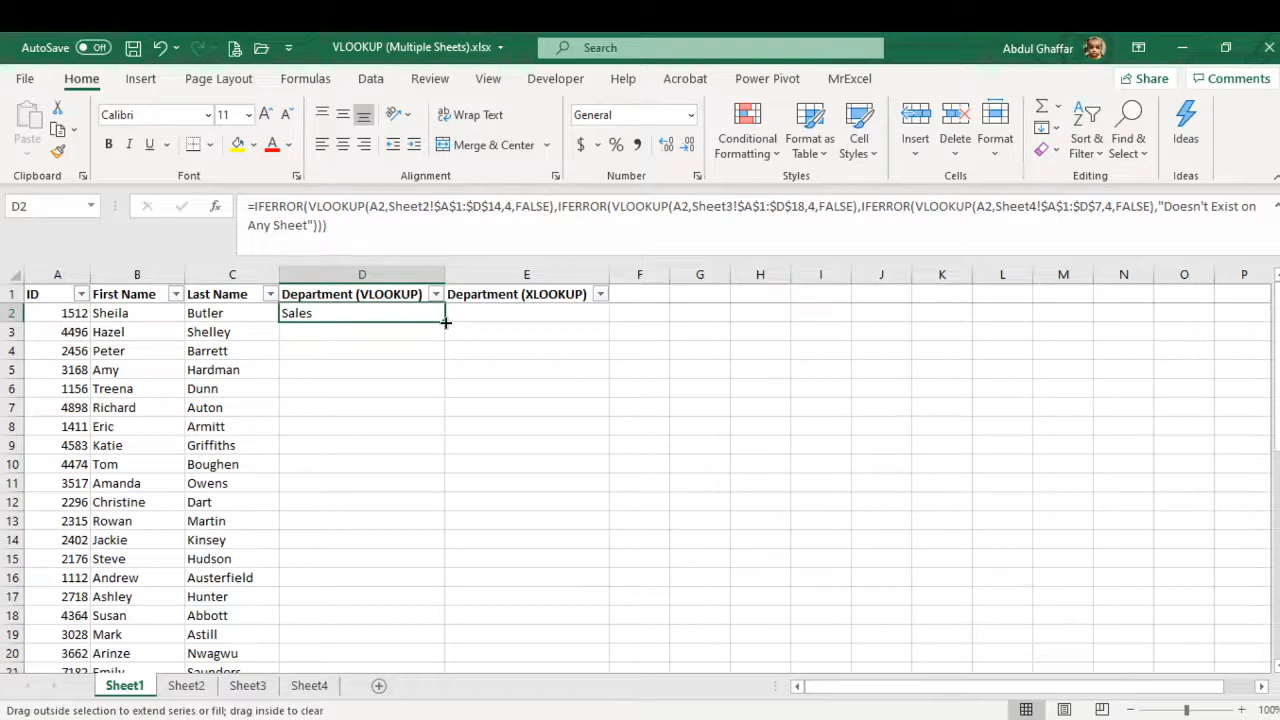 AutoSave Off VLOOKUP (Multiple Sheets).xlsx Search Abdul Ghaffar
File Home Insert Page Layout Formulas Data Review View Developer Help Acrobat Power Pivot MrExcel Share Comments
Paste Calibri 11 Wrap Text General Conditional Formatting Format as Table Cell Styles Insert Delete Format Sort & Filter Find & Select Ideas
B I U Merge & Center $ %
Clipboard Font Alignment Number Styles Cells Editing Ideas
D2 fx =IFERROR(VLOOKUP(A2,Sheet2!$A$1:$D$14,4,FALSE),IFERROR(VLOOKUP(A2,Sheet3!$A$1:$D$18,4,FALSE),IFERROR(VLOOKUP(A2,Sheet4!$A$1:$D$7,4,FALSE),"Doesn't Exist on
Any Sheet")))
A B C D E F G H I J K L M N O P
1 ID First Name Last Name Department (VLOOKUP) Department (XLOOKUP)
2 1512 Sheila Butler Sales
3 4496 Hazel Shelley
4 2456 Peter Barrett
5 3168 Amy Hardman
6 1156 Treena Dunn
7 4898 Richard Auton
8 1411 Eric Armitt
9 4583 Katie Griffiths
10 4474 Tom Boughen
11 3517 Amanda Owens
12 2296 Christine Dart
13 2315 Rowan Martin
14 2402 Jackie Kinsey
15 2176 Steve Hudson
16 1112 Andrew Austerfield
17 2718 Ashley Hunter
18 4364 Susan Abbott
19 3028 Mark Astill
20 3662 Arinze Nwagwu
21 7182 Emily Saunders
Sheet1 Sheet2 Sheet3 Sheet4
Drag outside selection to extend series or fill; drag inside to clear 100%